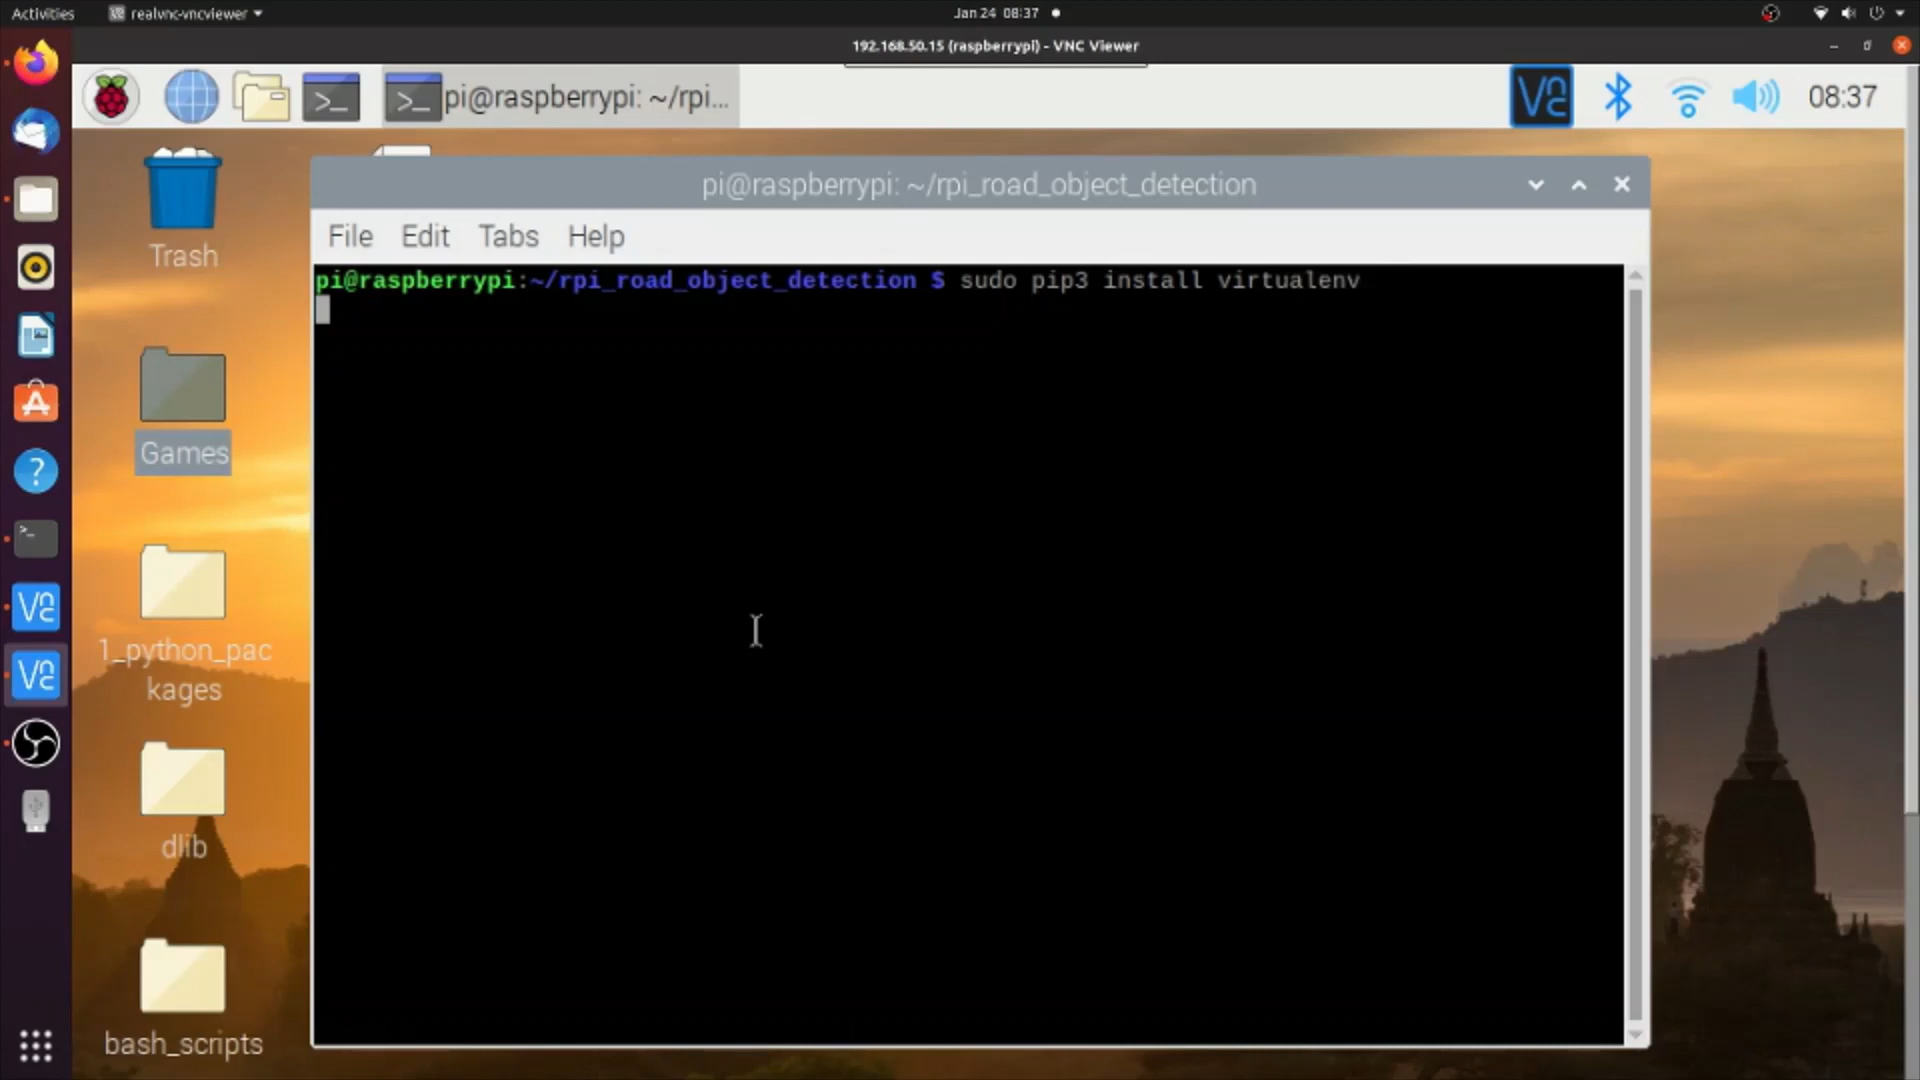 Activities
realvnc-vncviewer
Jan 24 08:37
192.168.50.15 (raspberrypi) - VNC Viewer
pi@raspberrypi: ~/rpi...
08:37
pi@raspberrypi: ~/rpi_road_object_detection
File Edit Tabs Help
pi@raspberrypi:~/rpi_road_object_detection $ sudo pip3 install virtualenv
Trash
Games
1_python_pac
kages
dlib
bash_scripts